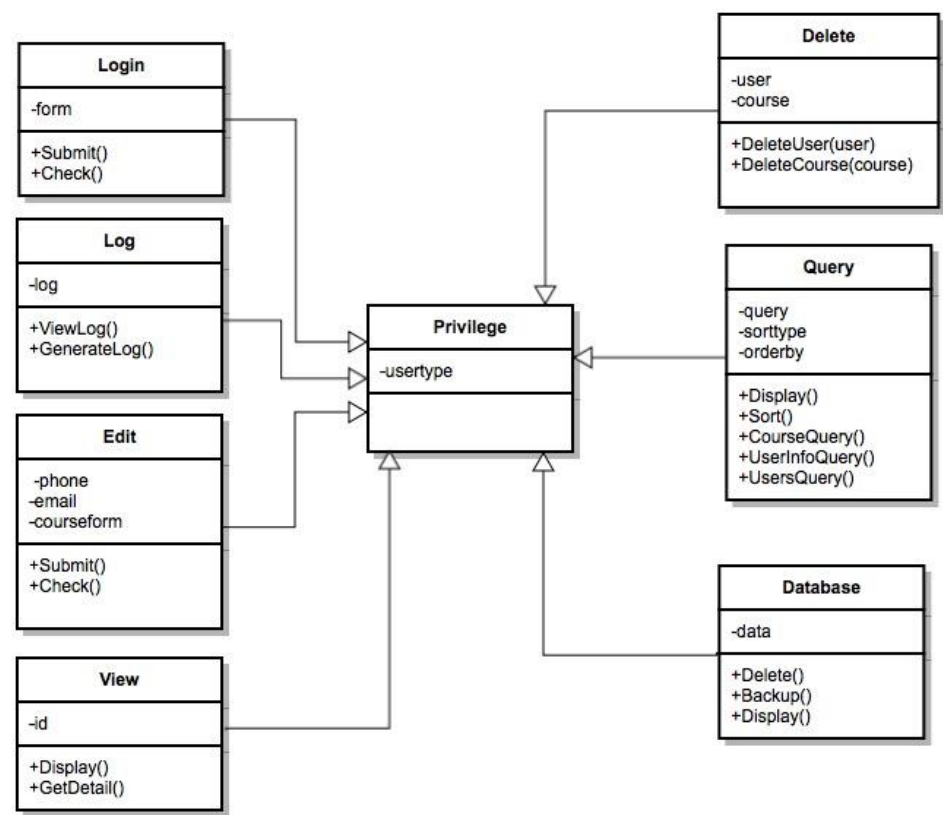 Login
-form
+Submit()
+Check()
Log
-log
+ViewLog()
+GenerateLog()
Edit
-phone
-email
-courseform
+Submit()
+Check()
View
-id
+Display()
+GetDetail()
Privilege
-usertype
Delete
-user
-course
+DeleteUser(user)
+DeleteCourse(course)
Query
-query
-sorttype
-orderby
+Display()
+Sort()
+CourseQuery()
+UserInfoQuery()
+UsersQuery()
Database
-data
+Delete()
+Backup()
+Display()